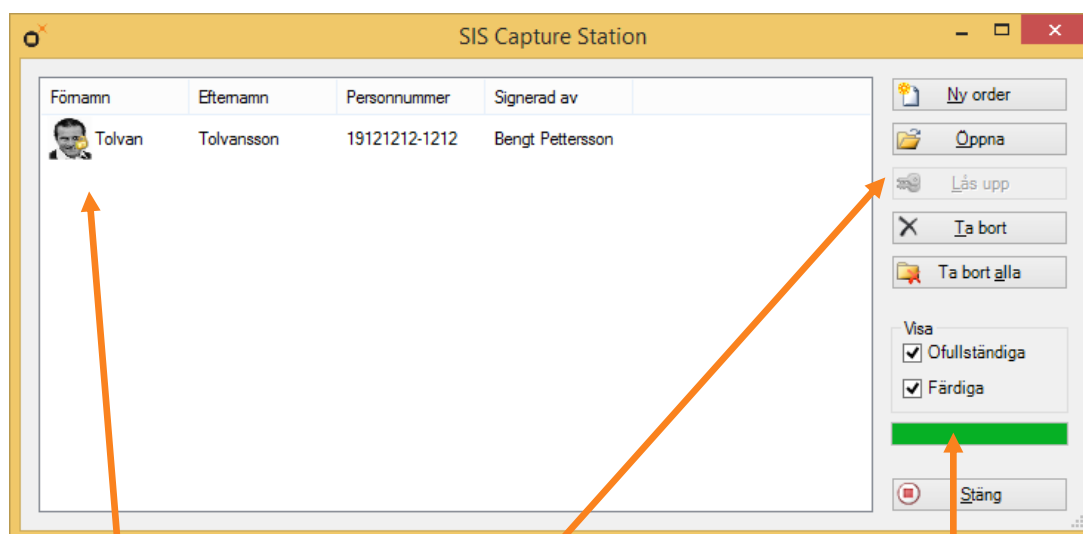 SIS Capture Station
Förnamn Efternamn Personnummer Signerad av
Tolvan Tolvansson 19121212-1212 Bengt Pettersson
Ny order
Öppna
Lås upp
Ta bort
Ta bort alla
Visa
Ofullständiga
Färdiga
Stäng